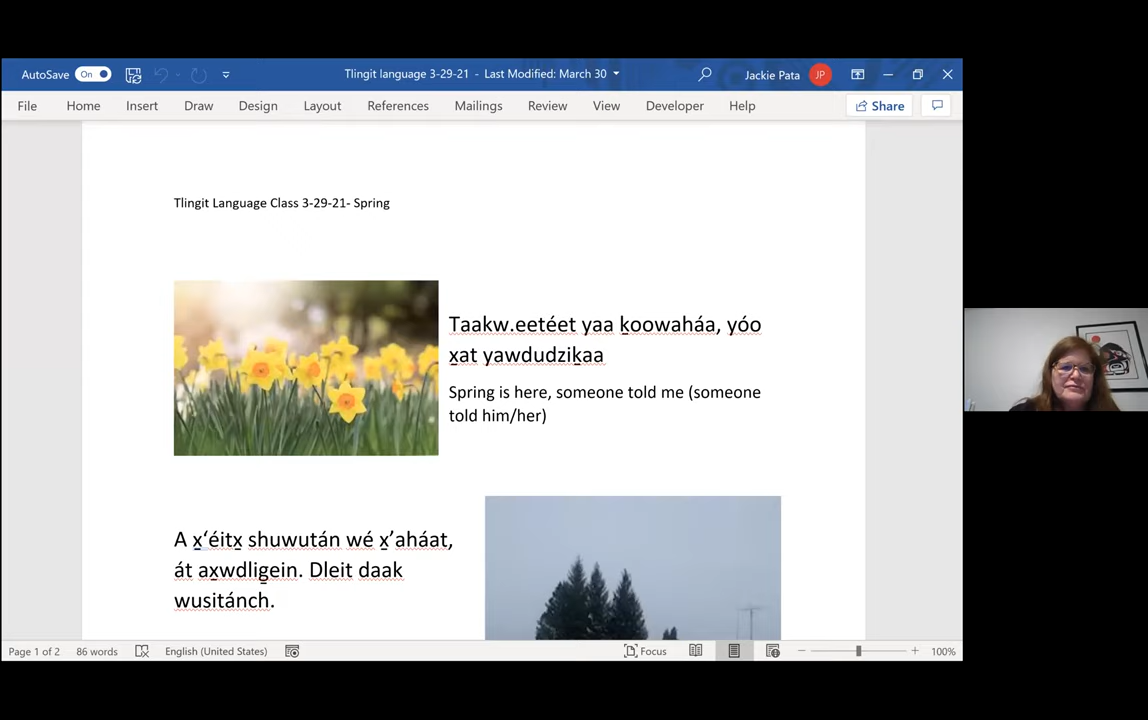 AutoSave On Tlingit language 3-29-21 - Last Modified: March 30 Jackie Pata JP
File Home Insert Draw Design Layout References Mailings Review View Developer Help Share
Tlingit Language Class 3-29-21- Spring
Taakw.eetéet yaa ḵoowaháa, yóo
x̱at yawdudziḵaa
Spring is here, someone told me (someone
told him/her)
A x̱‘éitx̱ shuwután wé x̱’aháat,
át ax̱wdlig̱ein. Dleit daak
wusitánch.
Page 1 of 2 86 words English (United States) Focus 100%